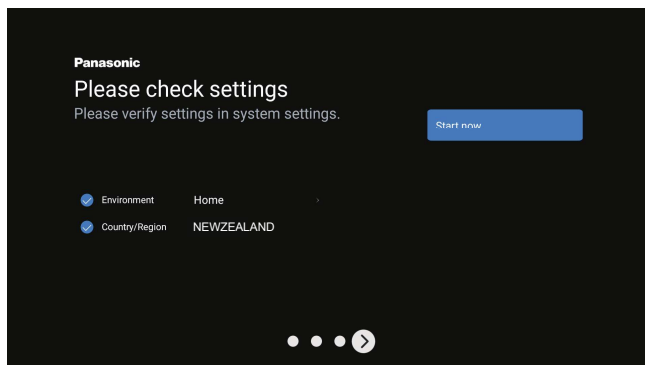 Panasonic
Please check settings
Please verify settings in system settings.
Start now
Environment Home
Country/Region NEWZEALAND